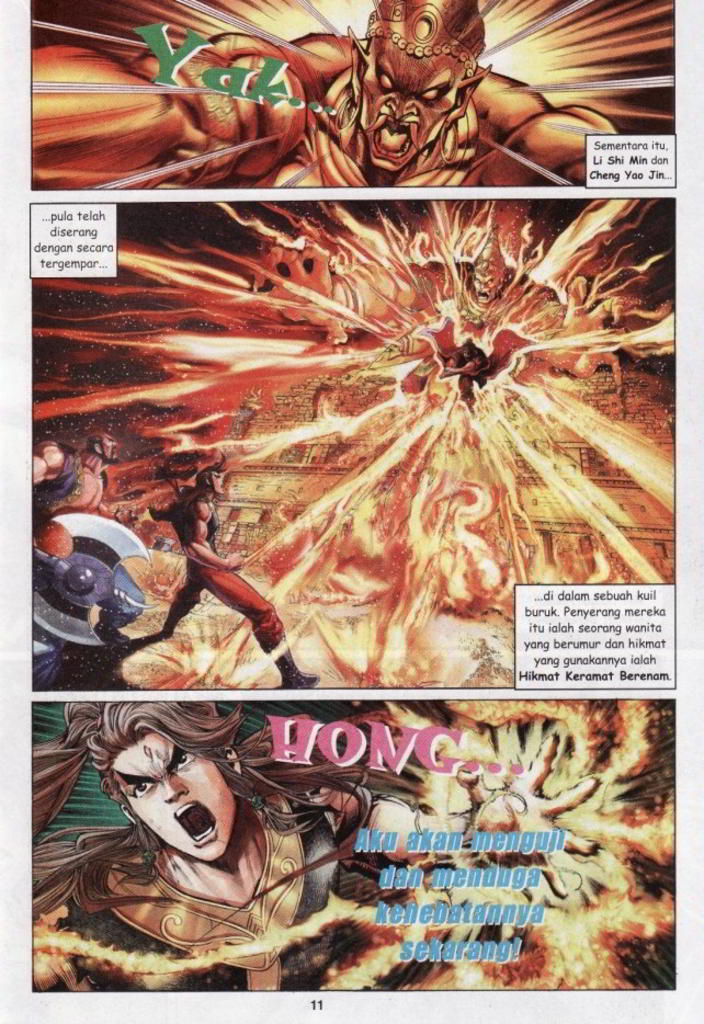 Yak...
Sementara itu,
Li Shi Min dan
Cheng Yao Jin...
...pula telah
diserang
dengan secara
tergempar...
...di dalam sebuah kuil
buruk. Penyerang mereka
itu ialah seorang wanita
yang berumur dan hikmat
yang gunakannya ialah
Hikmat Keramat Berenam.
HONG...
Aku akan menguji
dan menduga
kehebatannya
sekarang!
11